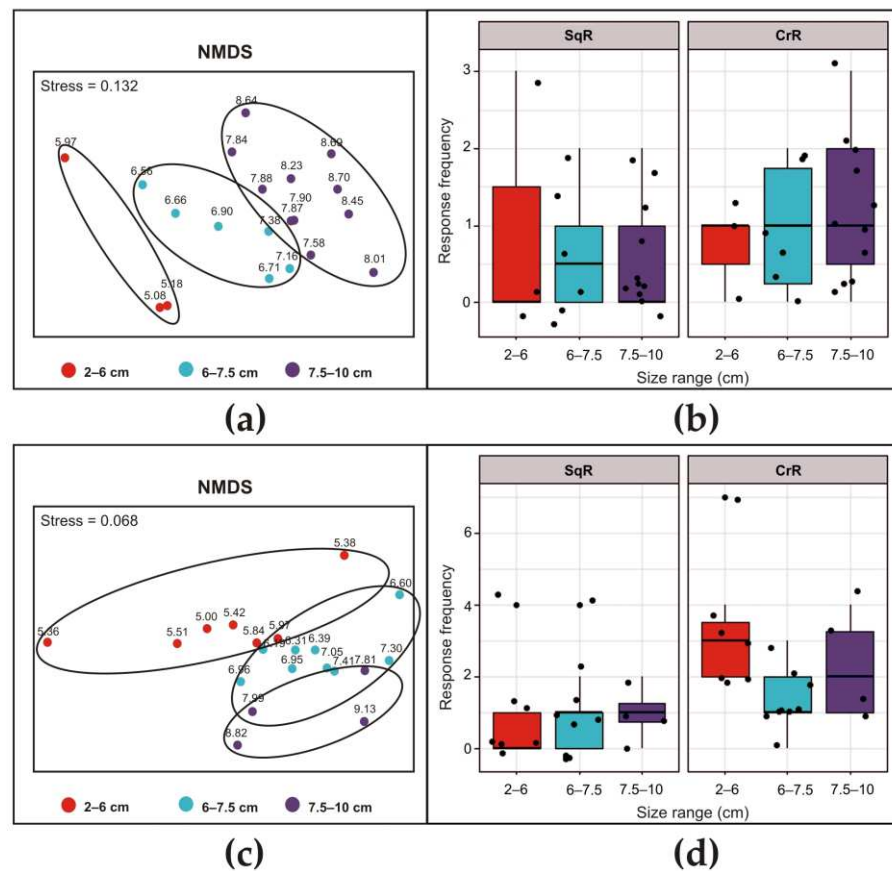 NMDS
Stress = 0.132
8.64
5.97
7.84
8.69
6.56
8.23
7.88
8.70
6.66
7.90
8.45
6.90
7.87
7.38
7.58
7.16
8.01
6.71
5.18
5.08
2–6 cm 6–7.5 cm 7.5–10 cm
(a)
SqR CrR
Response frequency
3
2
1
0
2–6 6–7.5 7.5–10 2–6 6–7.5 7.5–10
Size range (cm)
(b)
NMDS
Stress = 0.068
5.38
6.60
5.36
5.00
5.42
5.51
5.84
5.97
6.19
6.31
6.39
7.30
7.05
6.95
7.41
7.81
6.96
7.99
9.13
8.82
2–6 cm 6–7.5 cm 7.5–10 cm
(c)
SqR CrR
Response frequency
6
4
2
0
2–6 6–7.5 7.5–10 2–6 6–7.5 7.5–10
Size range (cm)
(d)